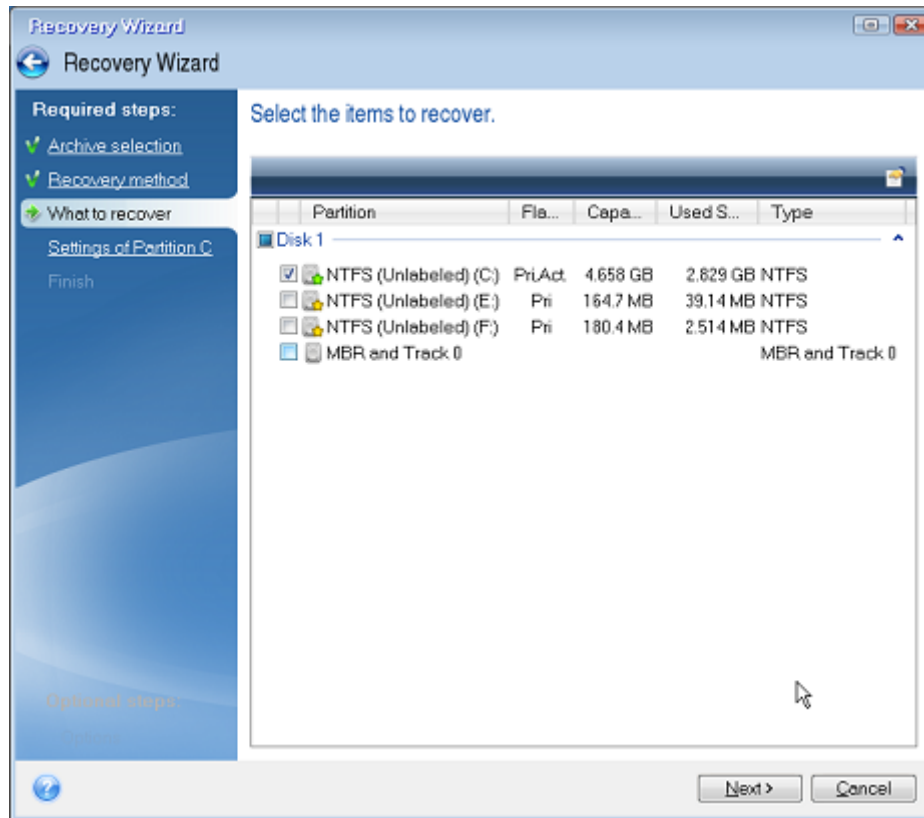 Recovery Wizard
Recovery Wizard
Required steps:
Archive selection
Recovery method
What to recover
Settings of Partition C
Finish
Optional steps:
Select the items to recover.
Partition Fla... Capa... Used S... Type
Disk 1
NTFS (Unlabeled) (C:) Pri,Act. 4.658 GB 2.829 GB NTFS
NTFS (Unlabeled) (E:) Pri 164.7 MB 39.14 MB NTFS
NTFS (Unlabeled) (F:) Pri 180.4 MB 2.514 MB NTFS
MBR and Track 0 MBR and Track 0
Next >
Cancel